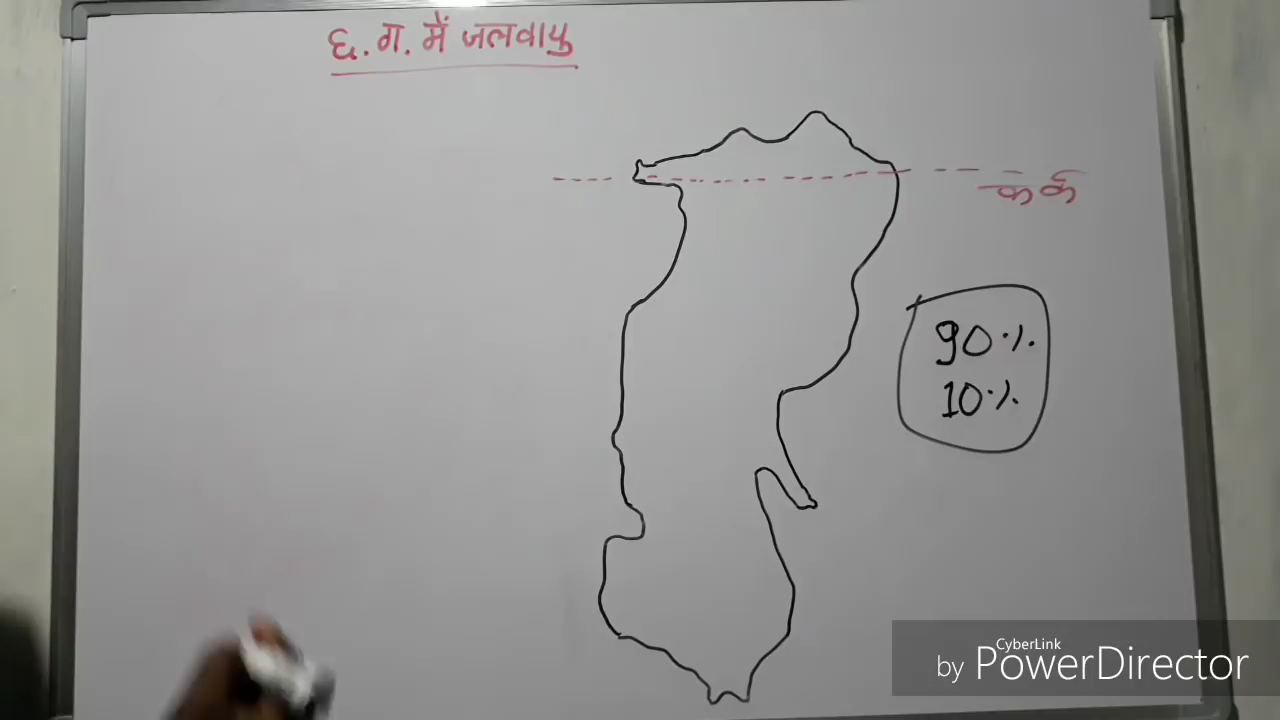 छ.ग. में जलवायु
कर्क
90%
10%
CyberLink
by PowerDirector